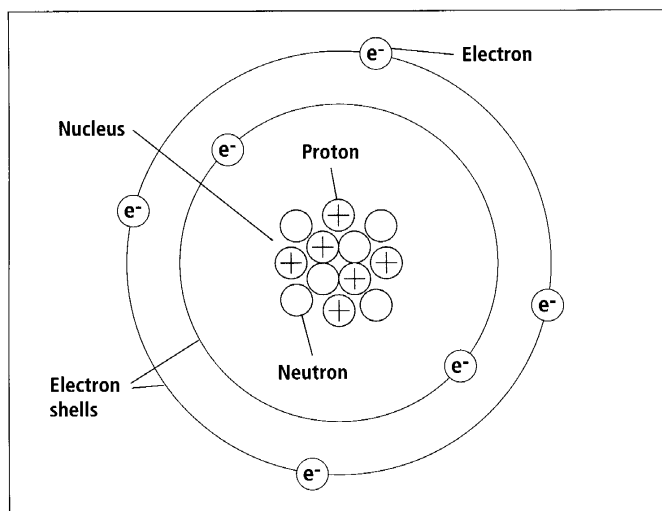 e-
Electron
Nucleus
e-
Proton
+
e-
+
+
+
+
e-
+
Neutron
e-
Electron
shells
e-